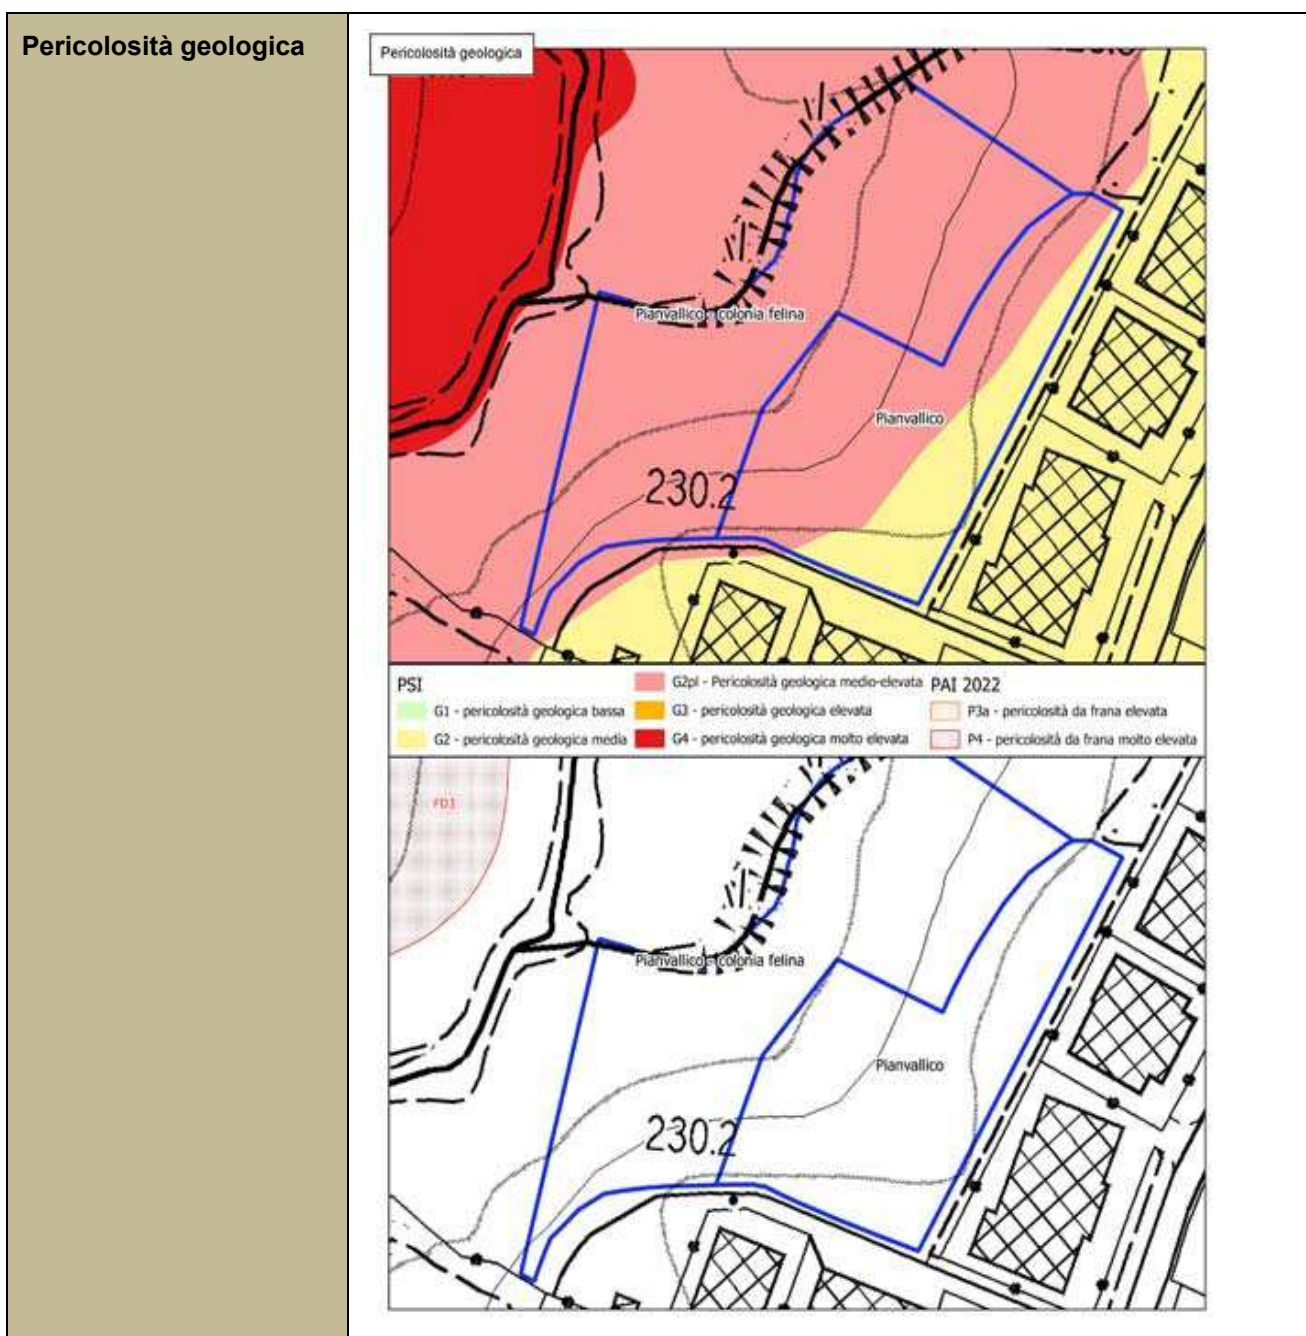 Pericolosità geologica
Pericolosità geologica
Pianvallico - colonia felina
Pianvallico
230.2
PSI
G2pl - Pericolosità geologica medio-elevata
PAI 2022
G1 - pericolosità geologica bassa
G3 - pericolosità geologica elevata
P3a - pericolosità da frana elevata
G2 - pericolosità geologica media
G4 - pericolosità geologica molto elevata
P4 - pericolosità da frana molto elevata
Pianvallico - colonia felina
Pianvallico
230.2